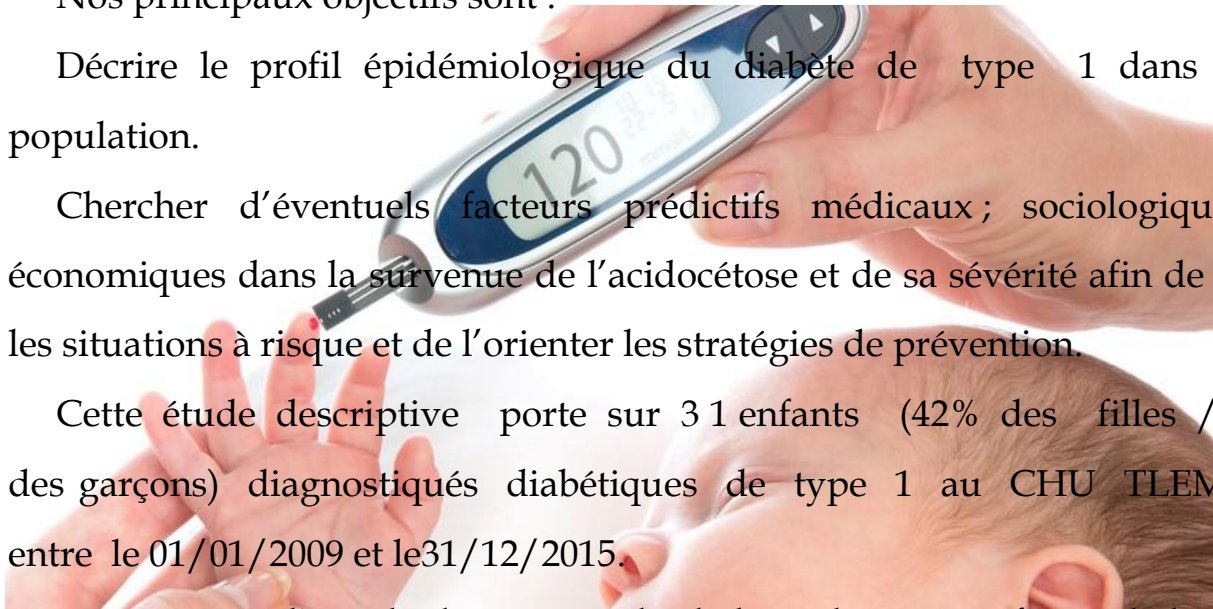 Nos principaux objectifs sont :
Décrire le profil épidémiologique du diabète de type 1 dans
population.
120
Chercher d'éventuels facteurs prédictifs médicaux ; sociologiqu
économiques dans la survenue de l'acidocétose et de sa sévérité afin de
les situations à risque et de l'orienter les stratégies de prévention.
Cette étude descriptive porte sur 3 1 enfants (42% des filles /
des garçons) diagnostiqués diabétiques de type 1 au CHU TLEM
entre le 01/01/2009 et le31/12/2015.